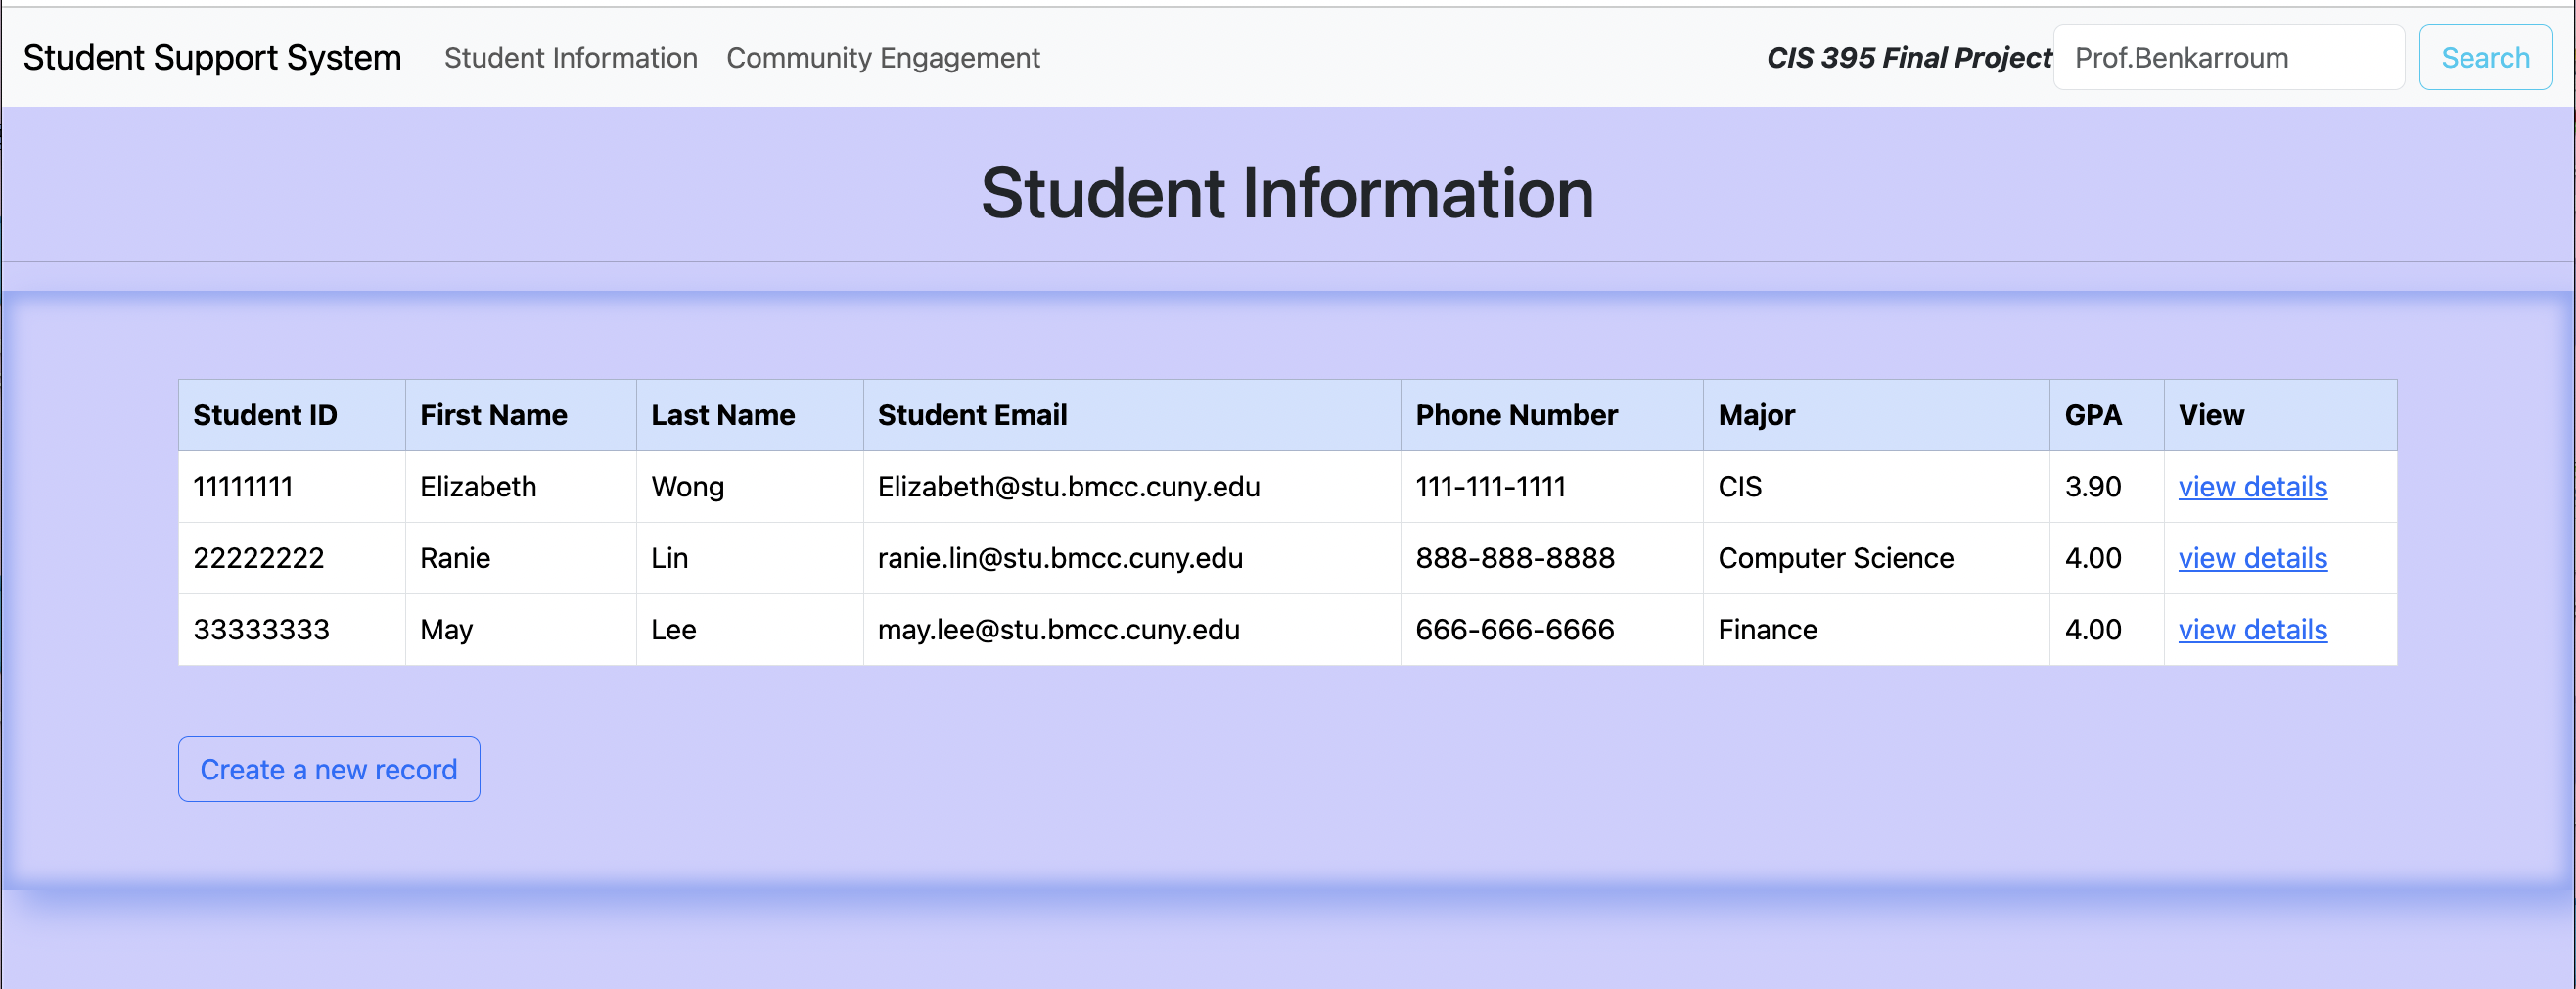 Student Support System Student Information Community Engagement CIS 395 Final Project Prof.Benkarroum Search
Student Information
Student ID First Name Last Name Student Email Phone Number Major GPA View
11111111 Elizabeth Wong Elizabeth@stu.bmcc.cuny.edu 111-111-1111 CIS 3.90 view details
22222222 Ranie Lin ranie.lin@stu.bmcc.cuny.edu 888-888-8888 Computer Science 4.00 view details
33333333 May Lee may.lee@stu.bmcc.cuny.edu 666-666-6666 Finance 4.00 view details
Create a new record